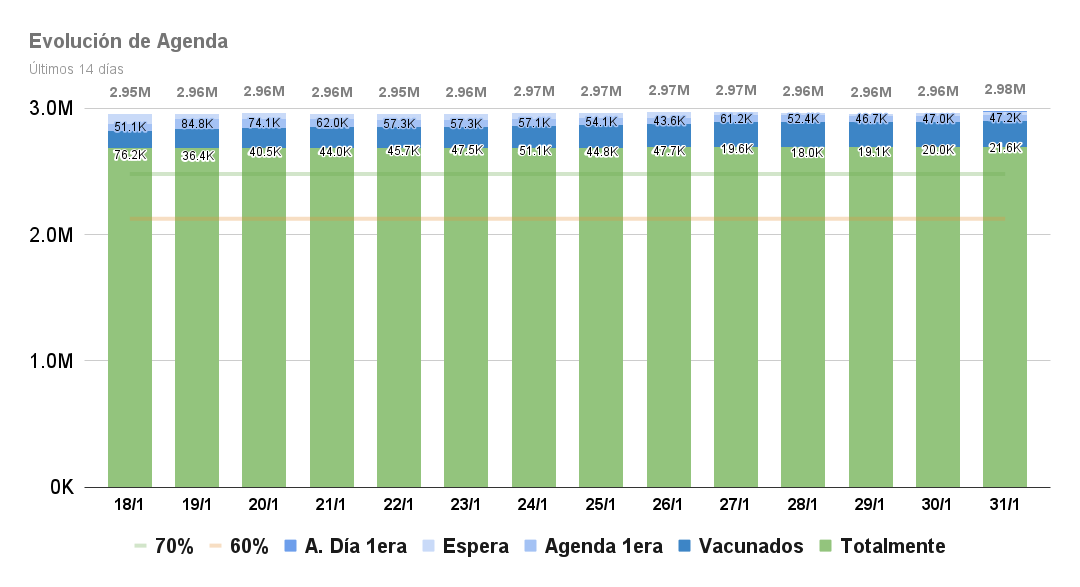 Evolución de Agenda
Últimos 14 días
2.95M 2.96M 2.96M 2.96M 2.95M 2.96M 2.97M 2.97M 2.97M 2.97M 2.96M 2.96M 2.96M 2.98M
3.0M
51.1K 84.8K 74.1K 62.0K 57.3K 57.3K 57.1K 54.1K 43.6K 61.2K 52.4K 46.7K 47.0K 47.2K
76.2K 36.4K 40.5K 44.0K 45.7K 47.5K 51.1K 44.8K 47.7K 19.6K 18.0K 19.1K 20.0K 21.6K
2.0M
1.0M
0K
18/1 19/1 20/1 21/1 22/1 23/1 24/1 25/1 26/1 27/1 28/1 29/1 30/1 31/1
70% 60% A. Día 1era Espera Agenda 1era Vacunados Totalmente